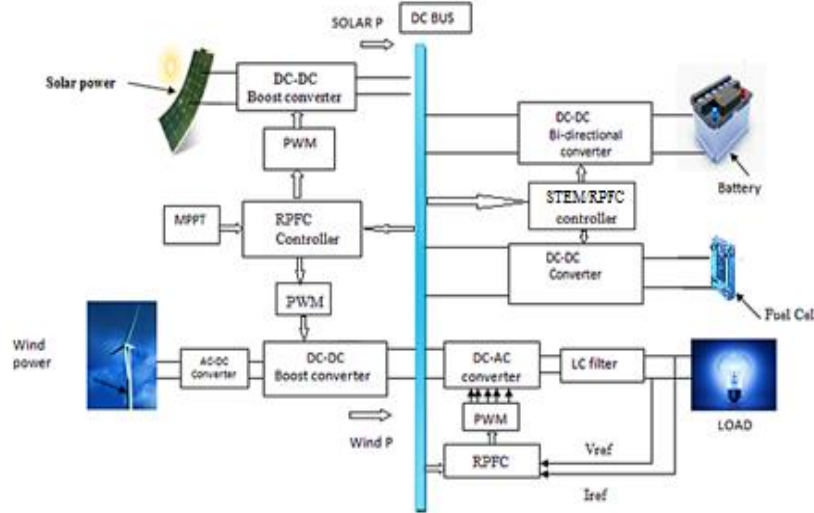 SOLAR P
DC BUS
Solar power
DC-DC
Boost converter
PWM
DC-DC
Bi-directional
converter
Battery
MPPT
RPFC
Controller
STEM/RPFC
controller
PWM
DC-DC
Converter
Fuel Cel
Wind
power
AC-DC
Converter
DC-DC
Boost converter
DC-AC
converter
LC filter
PWM
LOAD
Wind P
RPFC
Vref
Iref